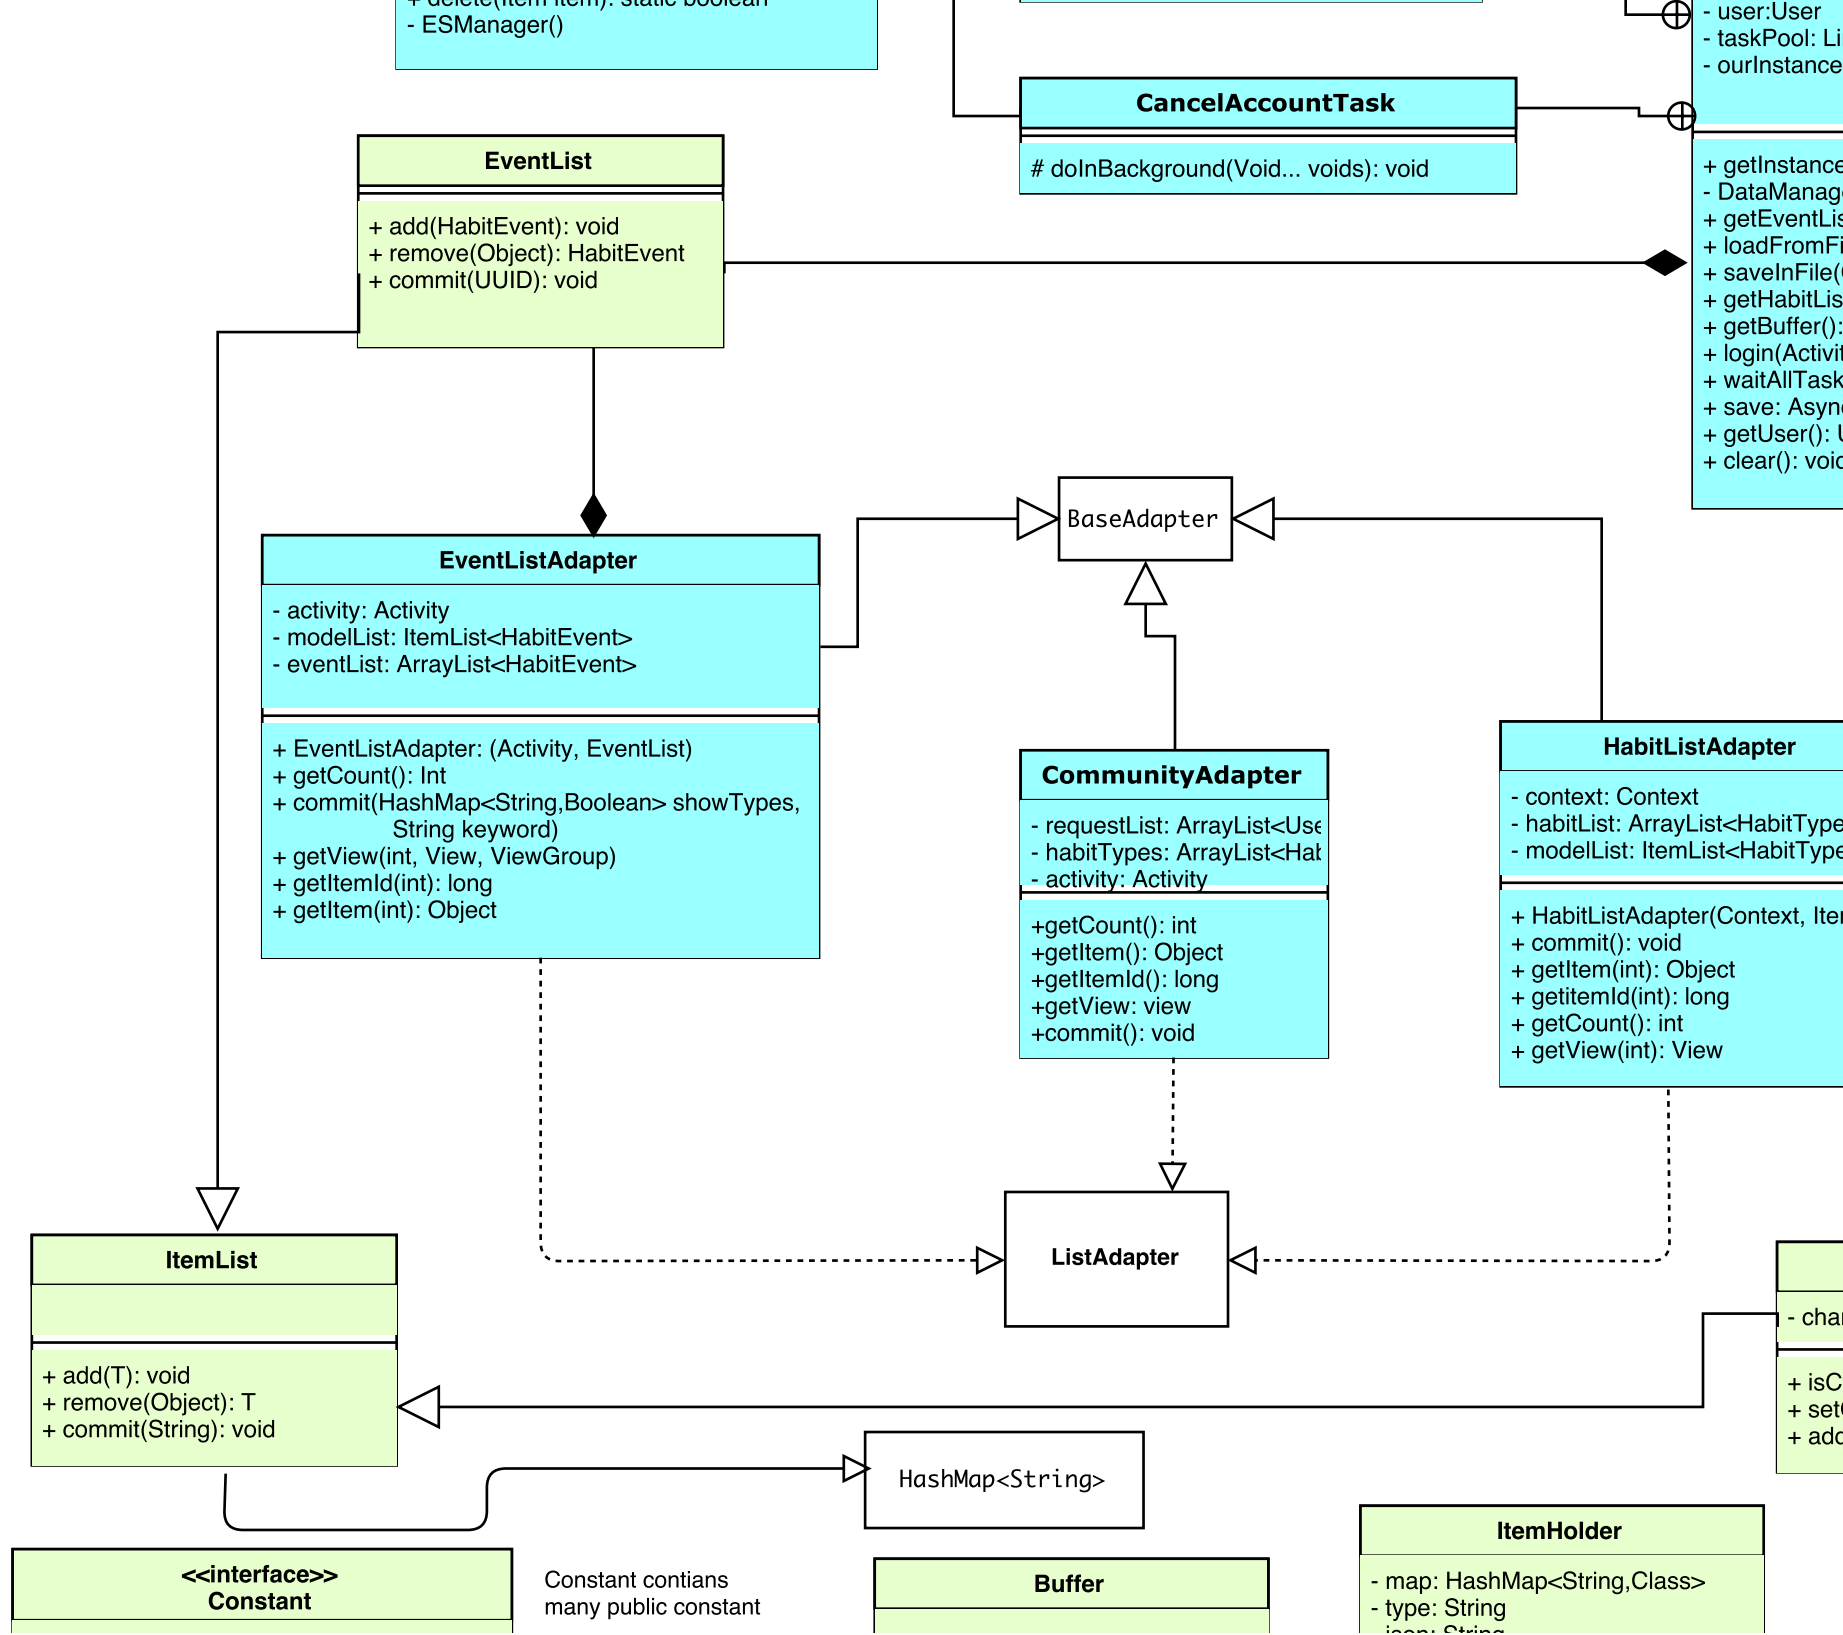 - ESManager()
- user:User
- taskPool: Li
- ourInstance
CancelAccountTask
# doInBackground(Void... voids): void
EventList
+ add(HabitEvent): void
+ remove(Object): HabitEvent
+ commit(UUID): void
+ getInstance
- DataManag
+ getEventLis
+ loadFromFi
+ saveInFile(
+ getHabitLis
+ getBuffer():
+ login(Activit
+ waitAllTask
+ save: Asyn
+ getUser(): U
+ clear(): void
BaseAdapter
EventListAdapter
- activity: Activity
- modelList: ItemList<HabitEvent>
- eventList: ArrayList<HabitEvent>
+ EventListAdapter: (Activity, EventList)
+ getCount(): Int
+ commit(HashMap<String,Boolean> showTypes,
String keyword)
+ getView(int, View, ViewGroup)
+ getItemId(int): long
+ getItem(int): Object
CommunityAdapter
- requestList: ArrayList<Use
- habitTypes: ArrayList<Hab
- activity: Activity
+getCount(): int
+getItem(): Object
+getItemId(): long
+getView: view
+commit(): void
HabitListAdapter
- context: Context
- habitList: ArrayList<HabitType
- modelList: ItemList<HabitType
+ HabitListAdapter(Context, Iter
+ commit(): void
+ getItem(int): Object
+ getitemId(int): long
+ getCount(): int
+ getView(int): View
ItemList
+ add(T): void
+ remove(Object): T
+ commit(String): void
ListAdapter
- cha
+ isC
+ set
+ add
HashMap<String>
<<interface>>
Constant
Constant contians
many public constant
Buffer
ItemHolder
- map: HashMap<String,Class>
- type: String